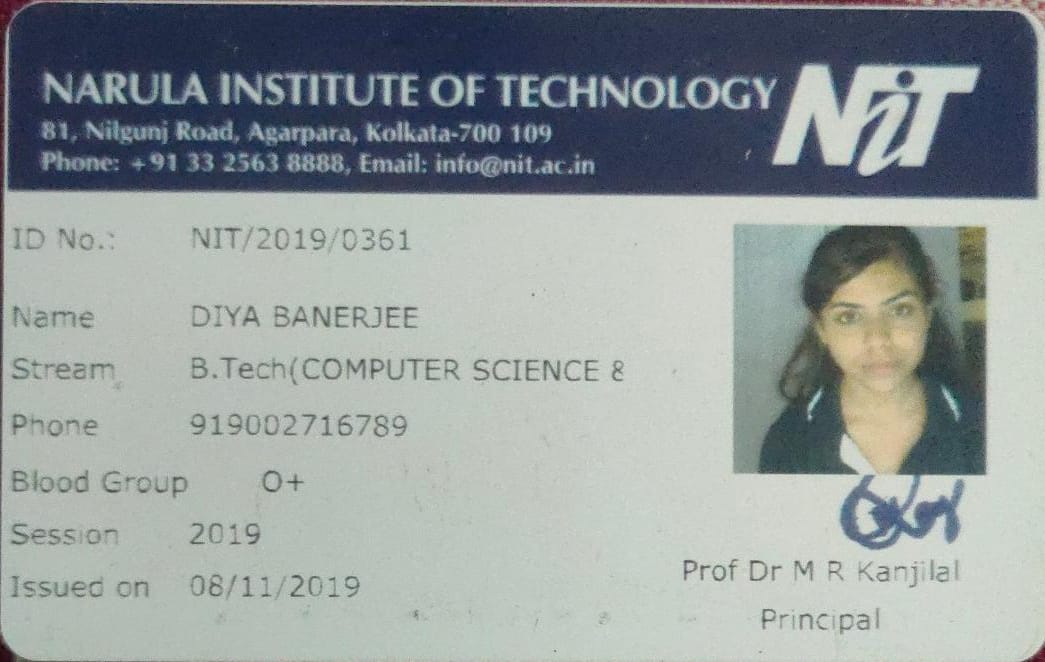 NARULA INSTITUTE OF TECHNOLOGY
NiT
81, Nilgunj Road, Agarpara, Kolkata-700 109
Phone: +91 33 2563 8888, Email: info@nit.ac.in
ID No.: NIT/2019/0361
Name DIYA BANERJEE
Stream B.Tech(COMPUTER SCIENCE &
Phone 919002716789
Blood Group O+
Session 2019
Issued on 08/11/2019
Prof Dr M R Kanjilal
Principal